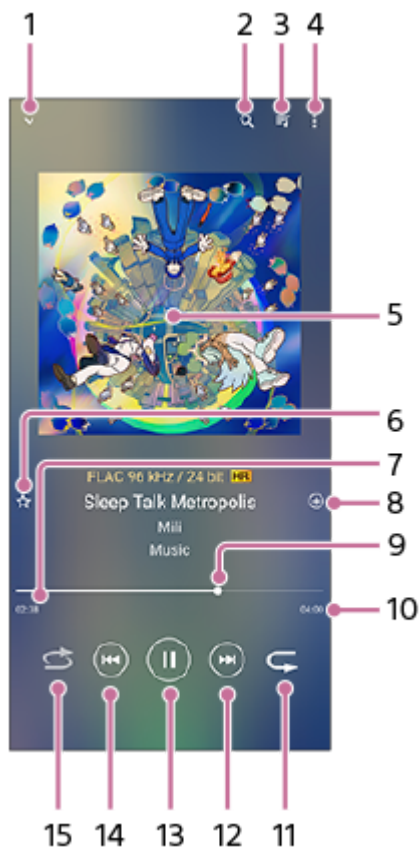 1 2 3 4
5
6
7
FLAC 96 kHz / 24 bit HR
Sleep Talk Metropolis
8
Mili
9
Music
02:38 04:00 10
15 14 13 12 11